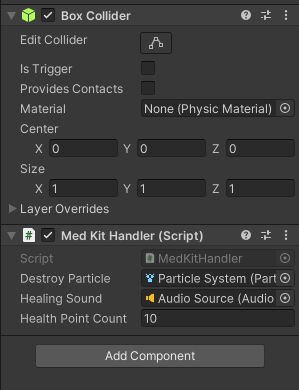 Box Collider
Edit Collider
Is Trigger
Provides Contacts
Material None (Physic Material)
Center
X 0 Y 0 Z 0
Size
X 1 Y 1 Z 1
Layer Overrides
# Med Kit Handler (Script)
Script # MedKitHandler
Destroy Particle Particle System (Part
Healing Sound Audio Source (Audio
Health Point Count 10
Add Component